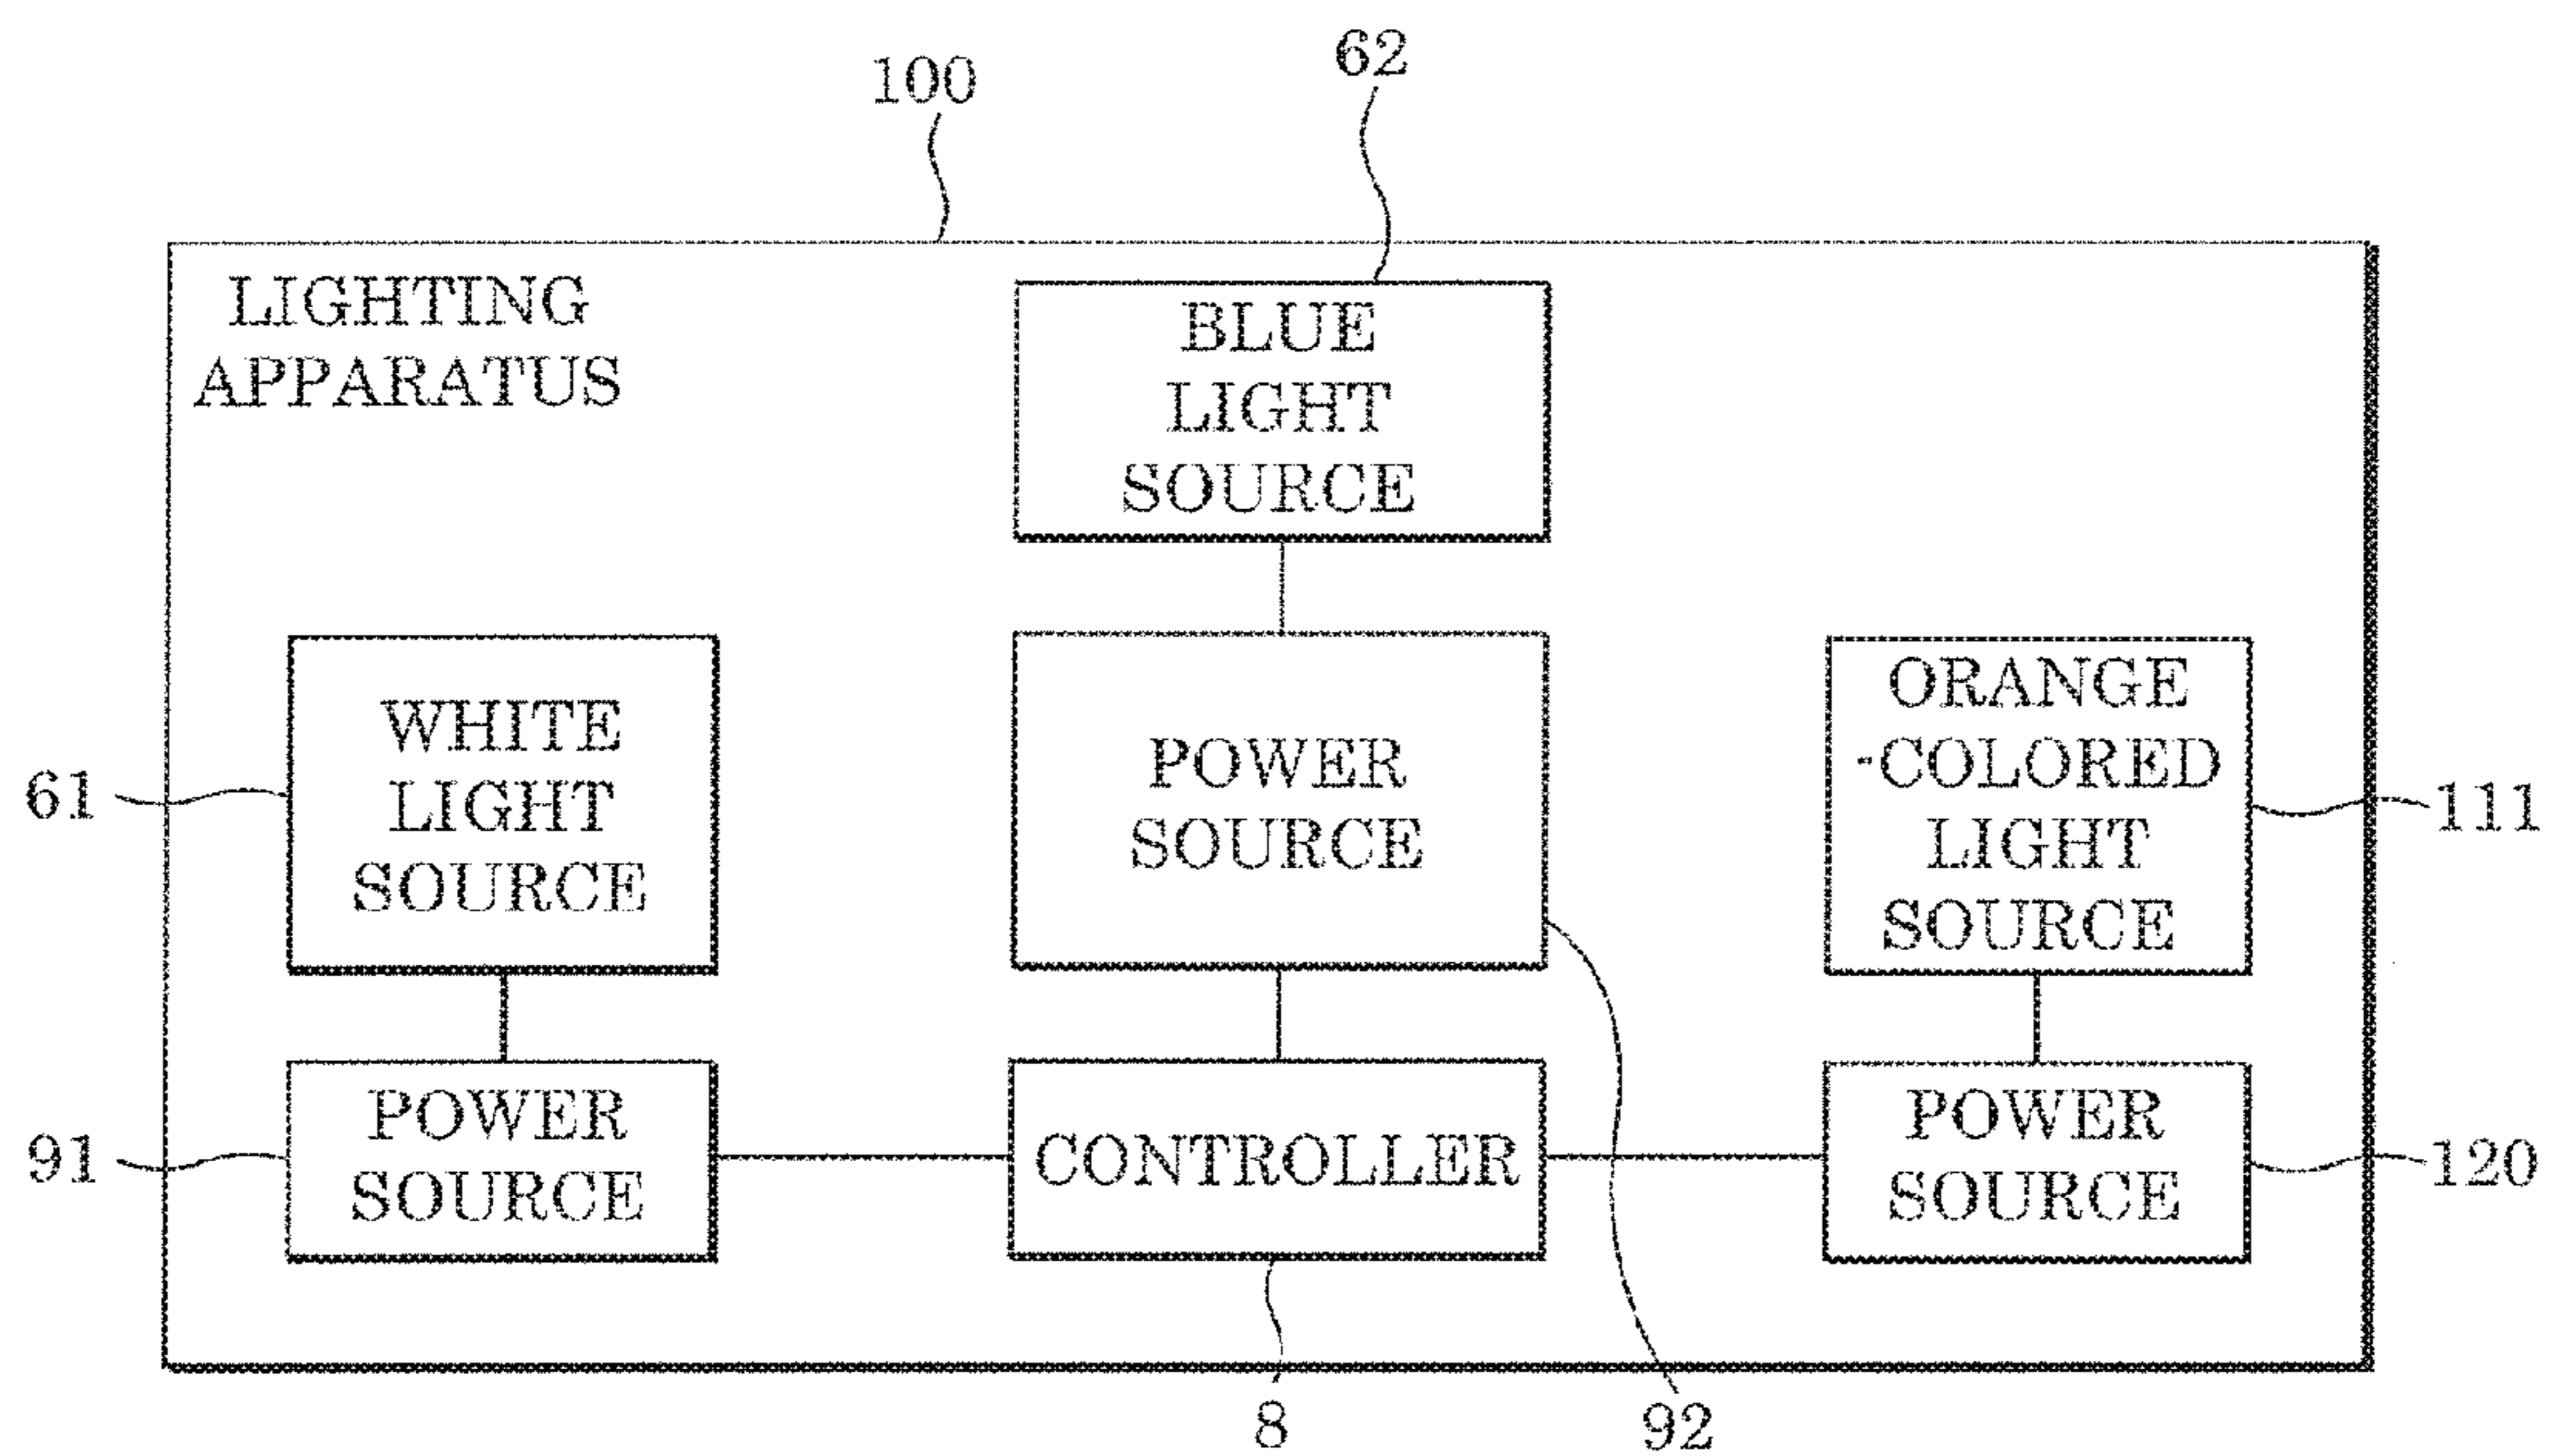 62
100
LIGHTING
APPARATUS
BLUE
LIGHT
SOURCE
61
WHITE
LIGHT
SOURCE
POWER
SOURCE
ORANGE
-COLORED
LIGHT
SOURCE
111
91
POWER
SOURCE
CONTROLLER
POWER
SOURCE
120
8
92